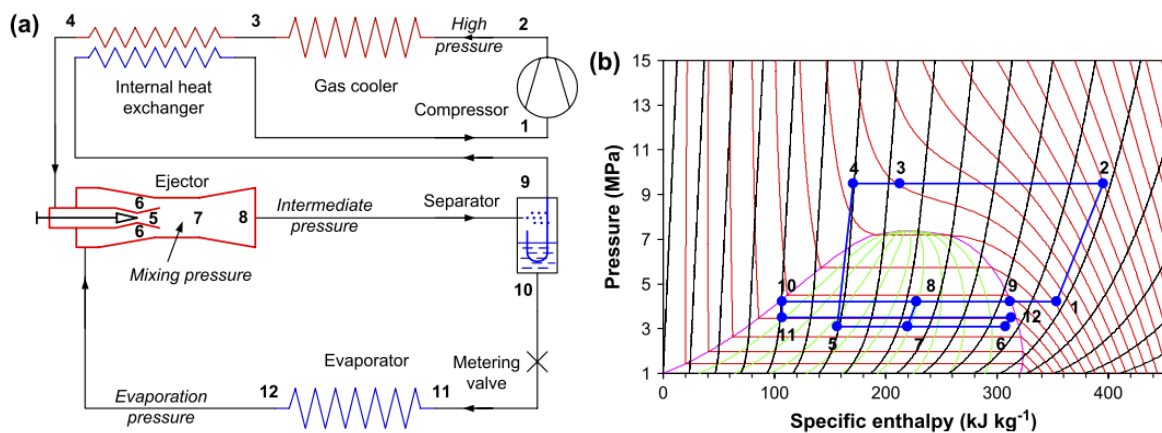 (a)
4
3
High
pressure
2
Internal heat
exchanger
Gas cooler
Compressor
1
Ejector
6
5
6
7
8
Mixing pressure
Intermediate
pressure
Separator
9
10
Evaporator
Metering
valve
Evaporation
pressure
12
11
(b)
15
13
11
9
7
5
3
1
Pressure (MPa)
4
3
2
10
8
9
1
11
12
5
7
6
0
100
200
300
400
Specific enthalpy (kJ kg⁻¹)